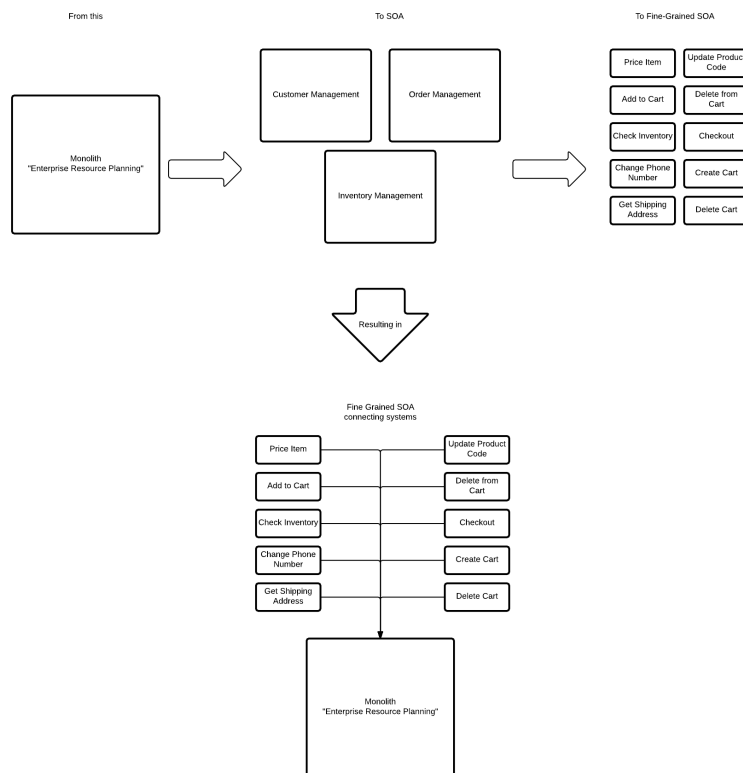 From this
To SOA
To Fine-Grained SOA
Monolith
"Enterprise Resource Planning"
Customer Management
Order Management
Inventory Management
Price Item
Update Product
Code
Add to Cart
Delete from
Cart
Check Inventory
Checkout
Change Phone
Number
Create Cart
Get Shipping
Address
Delete Cart
Resulting in
Fine Grained SOA
connecting systems
Price Item
Update Product
Code
Add to Cart
Delete from
Cart
Check Inventory
Checkout
Change Phone
Number
Create Cart
Get Shipping
Address
Delete Cart
Monolith
"Enterprise Resource Planning"